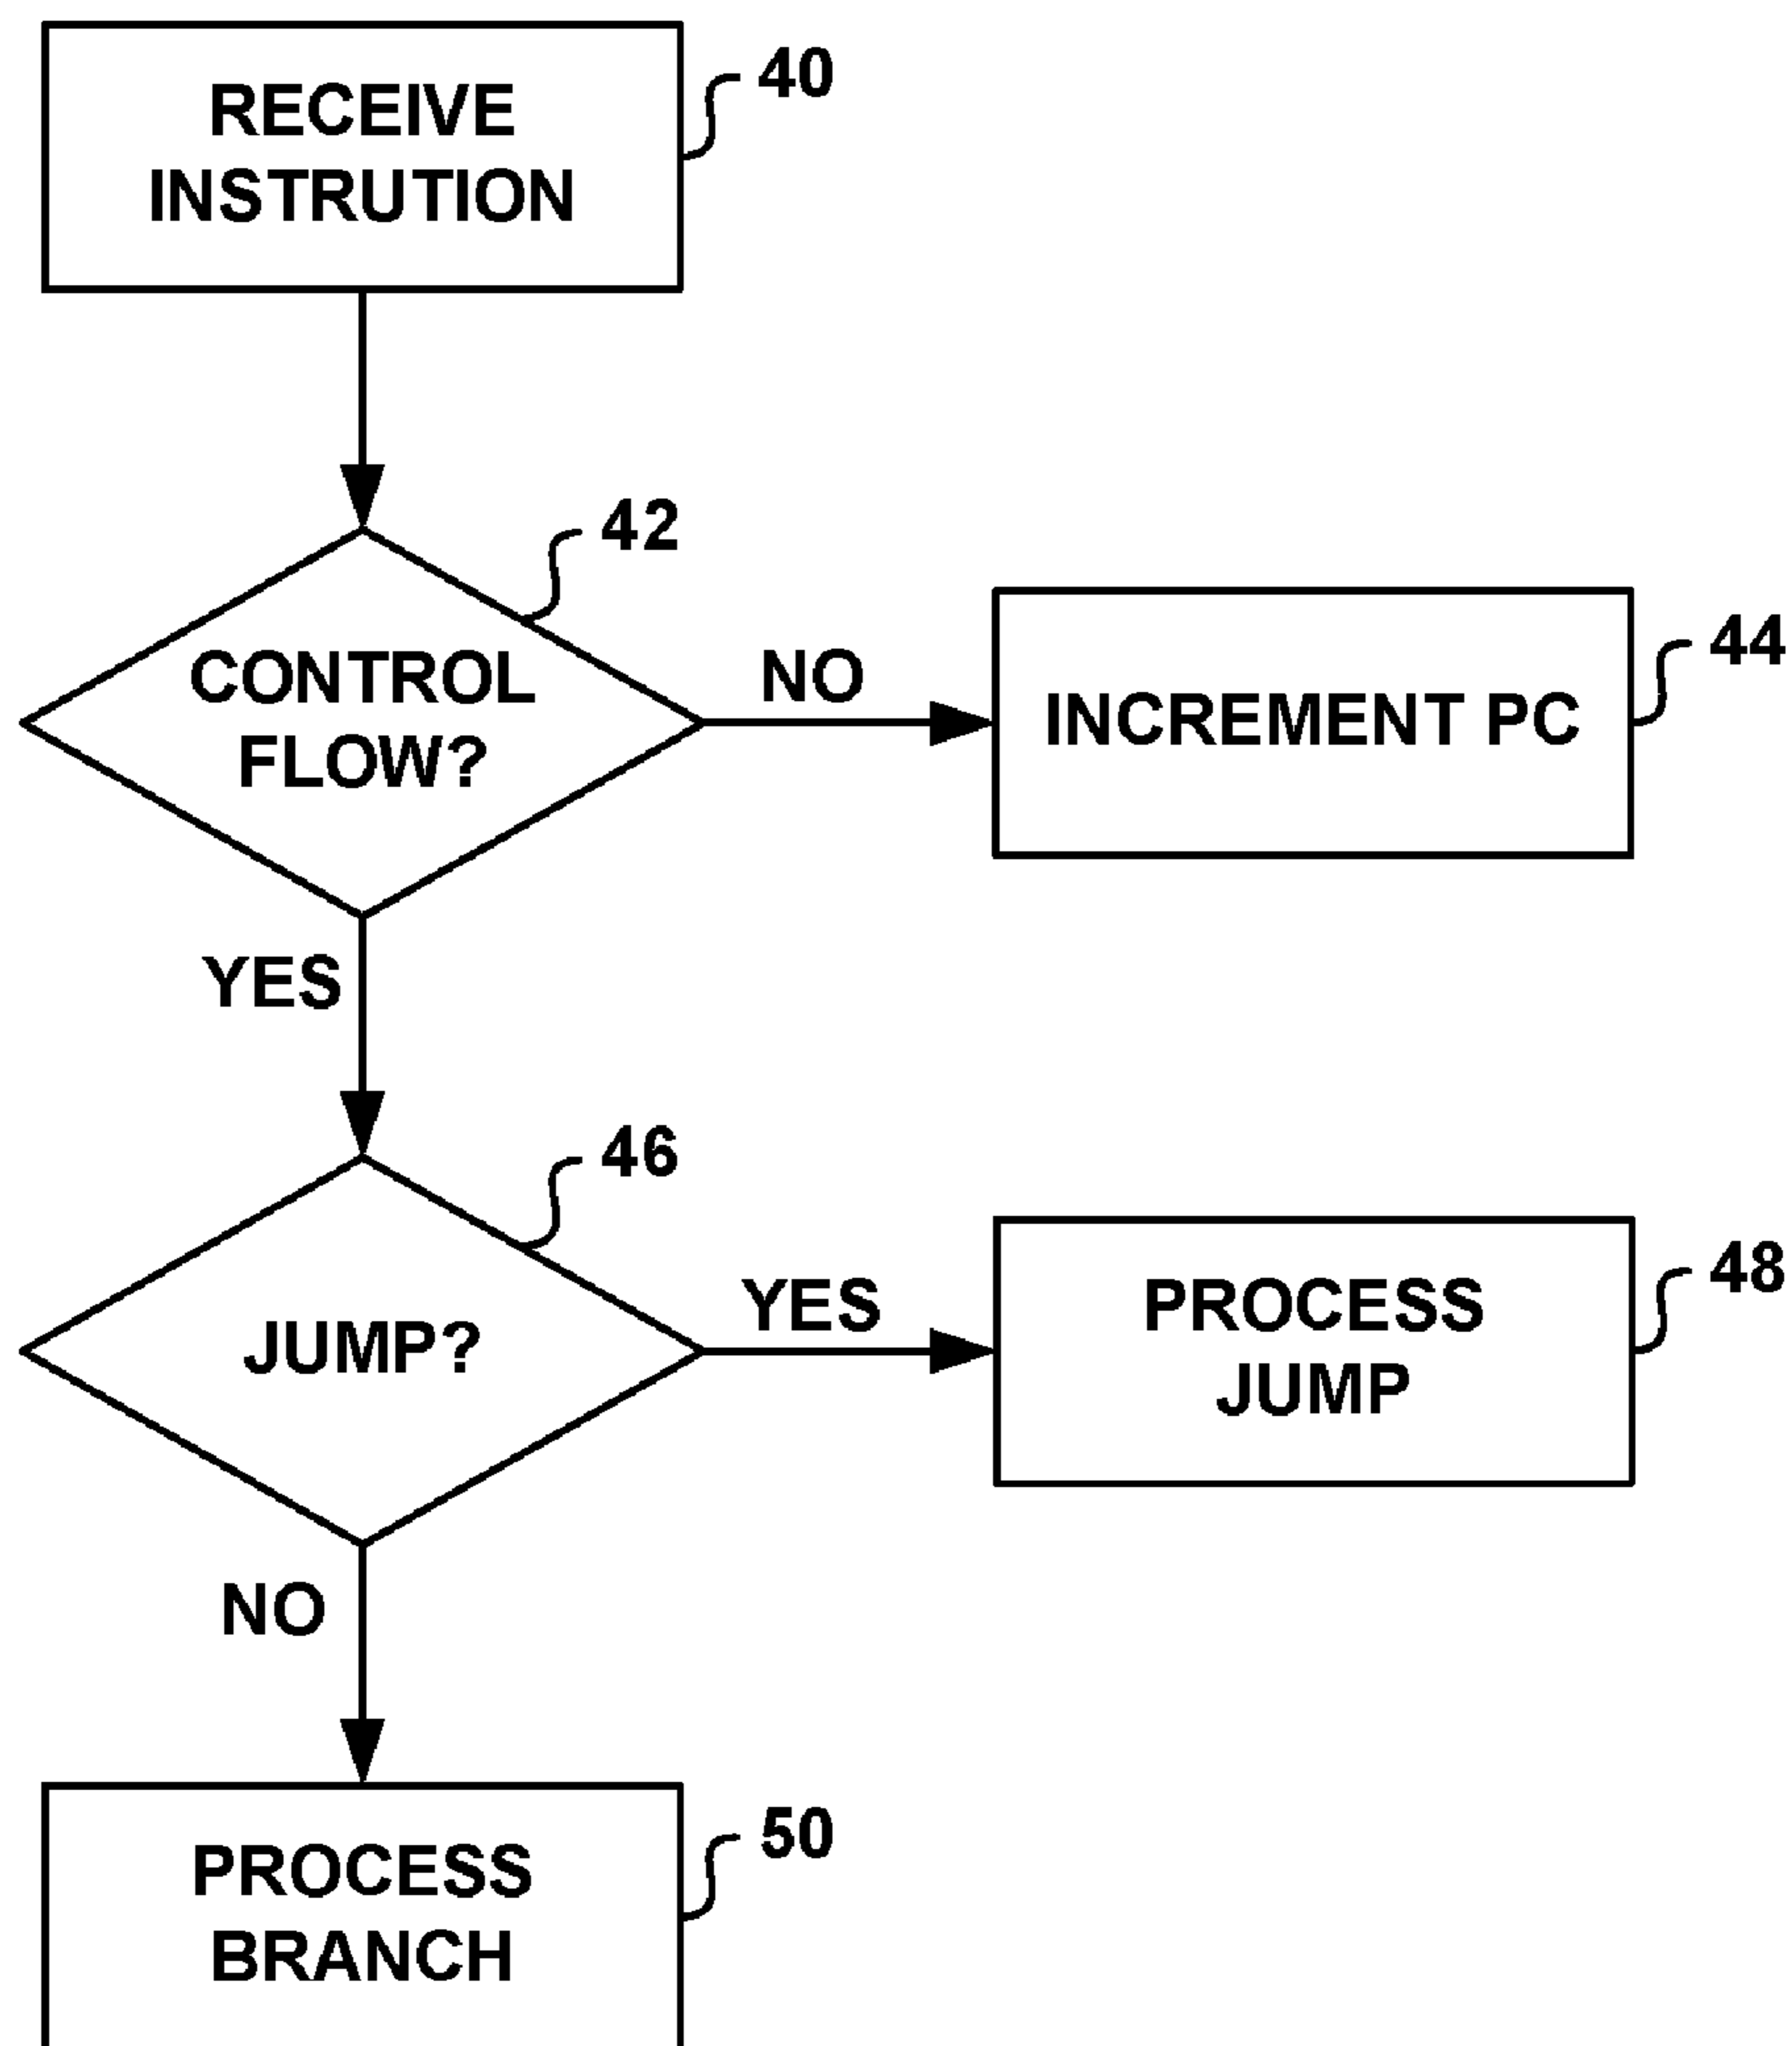 RECEIVE
INSTRUTION
40
CONTROL
FLOW?
42
NO
INCREMENT PC
44
YES
JUMP?
46
YES
PROCESS
JUMP
48
NO
PROCESS
BRANCH
50